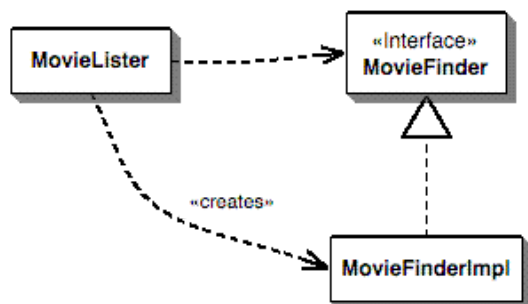 MovieLister
«Interface»
MovieFinder
«creates»
MovieFinderImpl